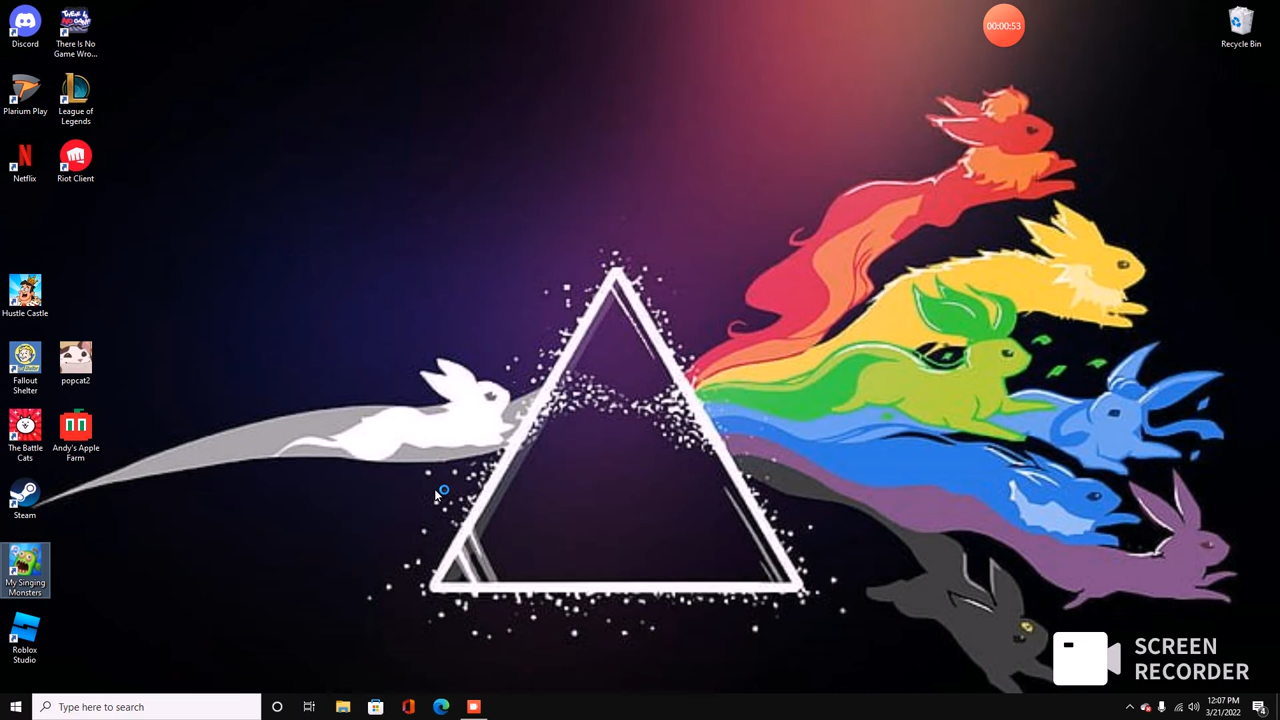 00:00:53
Recycle Bin
Discord
There Is No
Game Wro...
Plarium Play
League of
Legends
Netflix
Riot Client
Hustle Castle
Fallout
Shelter
popcat2
The Battle
Cats
Andy's Apple
Farm
Steam
My Singing
Monsters
Roblox
Studio
SCREEN
RECORDER
Type here to search
12:07 PM
3/21/2022
4